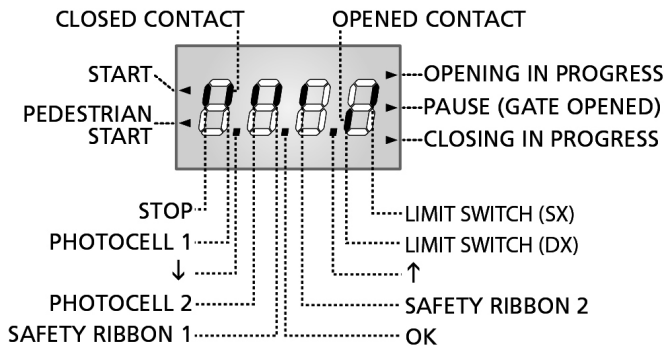 CLOSED CONTACT
OPENED CONTACT
START
OPENING IN PROGRESS
PEDESTRIAN
START
PAUSE (GATE OPENED)
CLOSING IN PROGRESS
STOP
LIMIT SWITCH (SX)
PHOTOCELL 1
LIMIT SWITCH (DX)
↓
↑
PHOTOCELL 2
SAFETY RIBBON 2
SAFETY RIBBON 1
OK